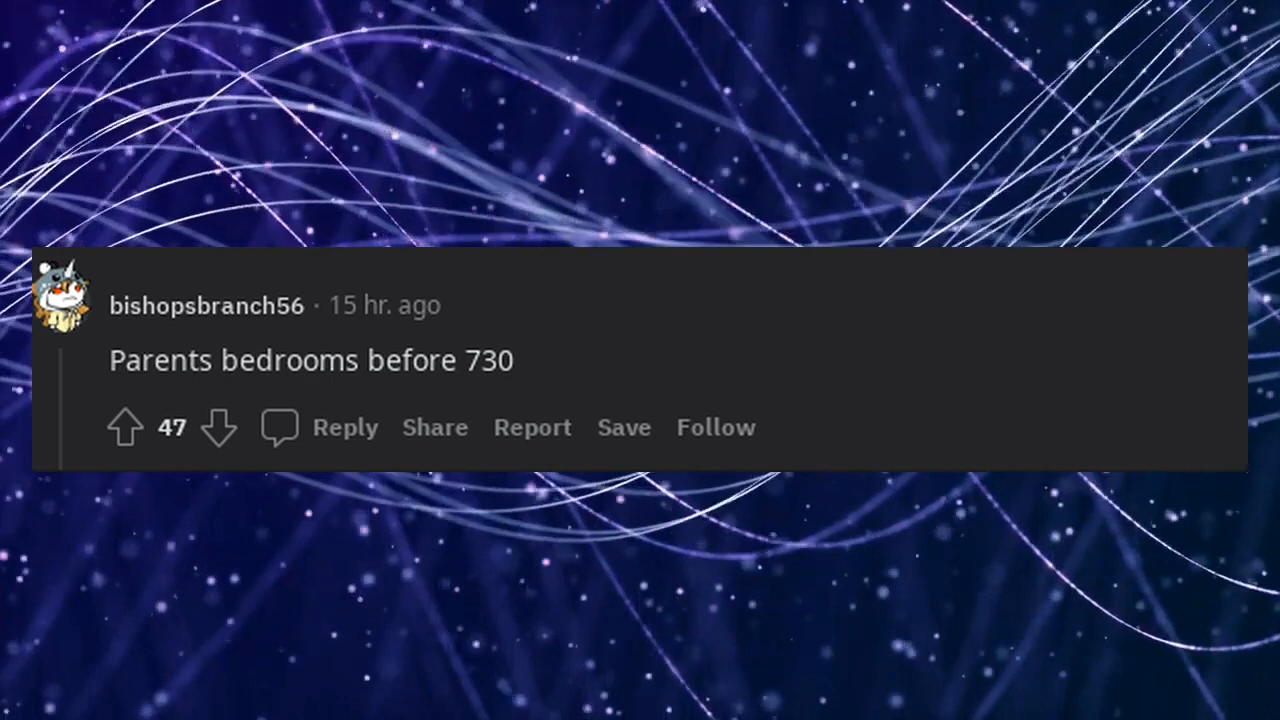 bishopsbranch56 · 15 hr. ago
Parents bedrooms before 730
47 Reply Share Report Save Follow